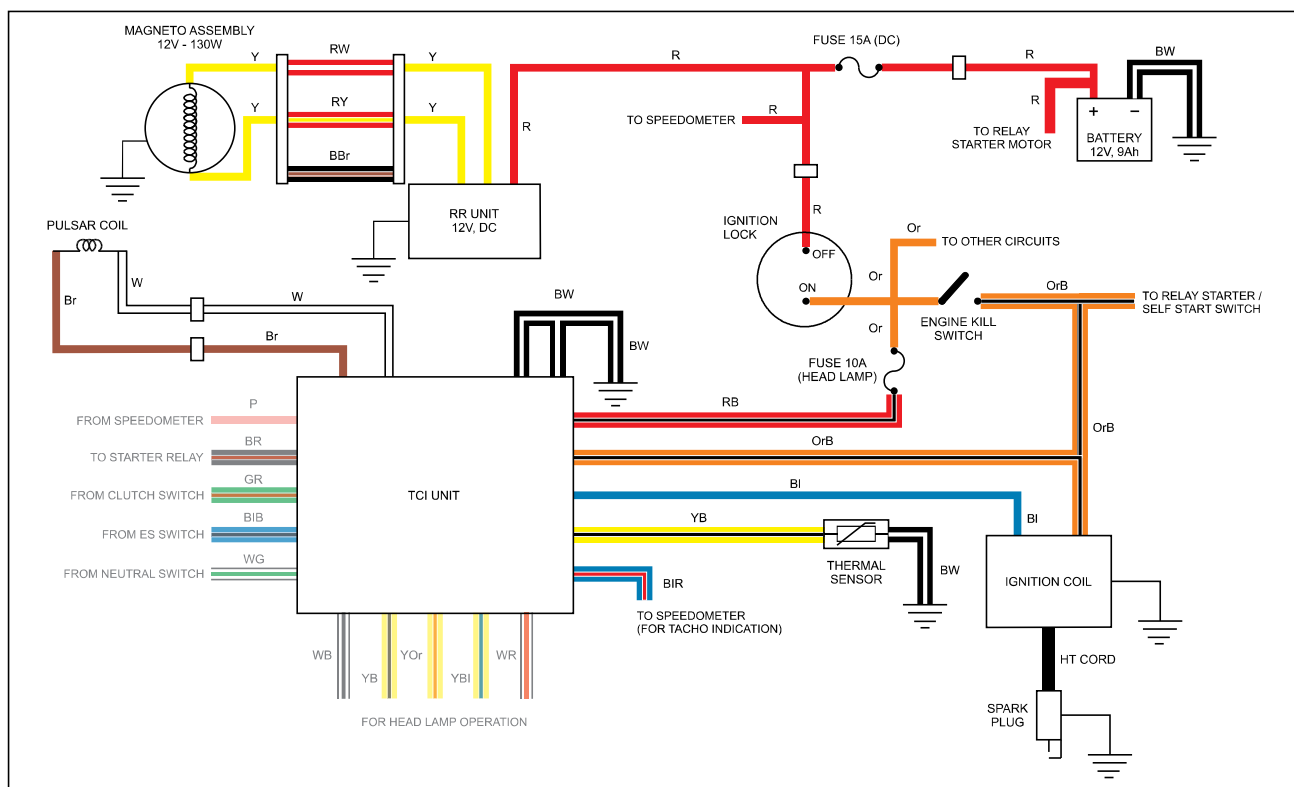 MAGNETO ASSEMBLY
12V - 130W
FUSE 15A (DC)
Y
RW
Y
R
R
BW
Y
RY
Y
R
R
TO SPEEDOMETER
R
TO RELAY
STARTER MOTOR
+
−
BATTERY
12V, 9Ah
BBr
RR UNIT
12V, DC
R
PULSAR COIL
IGNITION
LOCK
OFF
ON
Or
TO OTHER CIRCUITS
Or
Or
W
Br
W
Br
BW
BW
OrB
TO RELAY STARTER /
SELF START SWITCH
ENGINE KILL
SWITCH
FUSE 10A
(HEAD LAMP)
FROM SPEEDOMETER
P
TO STARTER RELAY
BR
FROM CLUTCH SWITCH
GR
FROM ES SWITCH
BlB
FROM NEUTRAL SWITCH
WG
TCI UNIT
RB
OrB
OrB
Bl
Bl
YB
THERMAL
SENSOR
BW
BlR
TO SPEEDOMETER
(FOR TACHO INDICATION)
IGNITION COIL
HT CORD
SPARK
PLUG
WB
YB
YOr
YBl
WR
FOR HEAD LAMP OPERATION